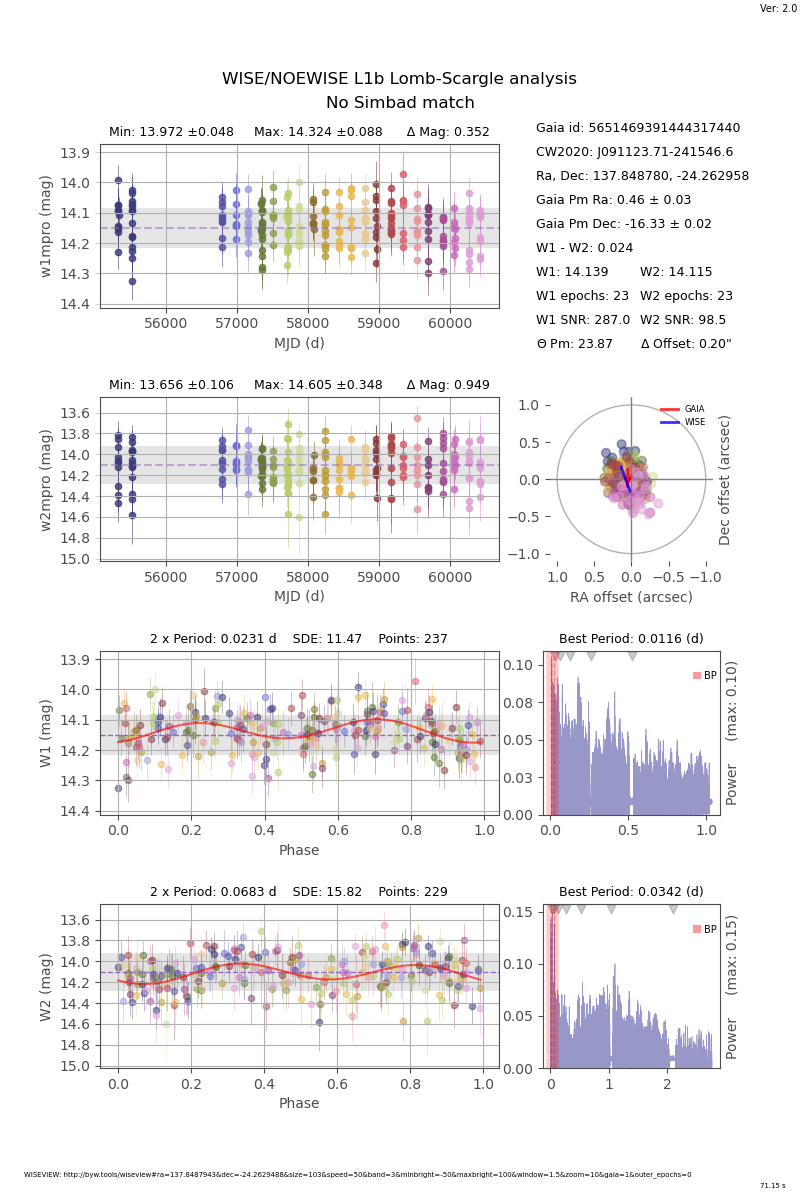 Ver: 2.0
WISE/NOEWISE L1b Lomb-Scargle analysis
No Simbad match
Min: 13.972 ±0.048 Max: 14.324 ±0.088 Δ Mag: 0.352
13.9
14.0
14.1
14.2
14.3
14.4
w1mpro (mag)
56000 57000 58000 59000 60000
MJD (d)
Gaia id: 5651469391444317440
CW2020: J091123.71-241546.6
Ra, Dec: 137.848780, -24.262958
Gaia Pm Ra: 0.46 ± 0.03
Gaia Pm Dec: -16.33 ± 0.02
W1 - W2: 0.024
W1: 14.139 W2: 14.115
W1 epochs: 23 W2 epochs: 23
W1 SNR: 287.0 W2 SNR: 98.5
Θ Pm: 23.87 Δ Offset: 0.20"
Min: 13.656 ±0.106 Max: 14.605 ±0.348 Δ Mag: 0.949
13.6
13.8
14.0
14.2
14.4
14.6
14.8
15.0
w2mpro (mag)
56000 57000 58000 59000 60000
MJD (d)
1.0
0.5
0.0
−0.5
−1.0
GAIA
WISE
Dec offset (arcsec)
1.0 0.5 0.0 −0.5 −1.0
RA offset (arcsec)
2 x Period: 0.0231 d SDE: 11.47 Points: 237
13.9
14.0
14.1
14.2
14.3
14.4
W1 (mag)
0.0 0.2 0.4 0.6 0.8 1.0
Phase
Best Period: 0.0116 (d)
0.10
0.08
0.05
0.03
0.00
BP
Power (max: 0.10)
0.0 0.5 1.0
2 x Period: 0.0683 d SDE: 15.82 Points: 229
13.6
13.8
14.0
14.2
14.4
14.6
14.8
15.0
W2 (mag)
0.0 0.2 0.4 0.6 0.8 1.0
Phase
Best Period: 0.0342 (d)
0.15
0.10
0.05
0.00
BP
Power (max: 0.15)
0 1 2
WISEVIEW: http://byw.tools/wiseview#ra=137.8487943&dec=-24.2629488&size=103&speed=50&band=3&minbright=-50&maxbright=100&window=1.5&zoom=10&gaia=1&outer_epochs=0
71.15 s